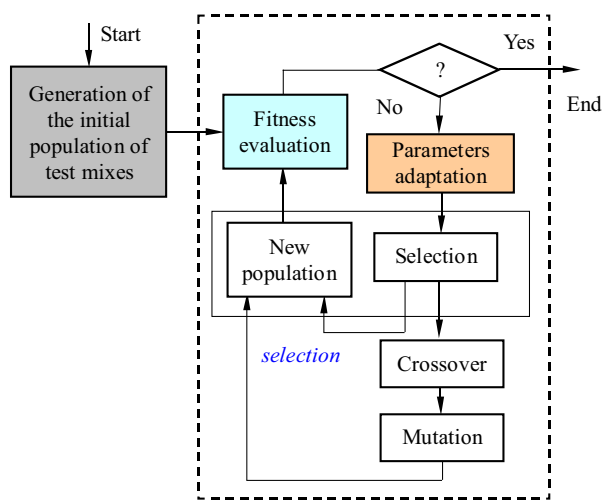 Start
Generation of
the initial
population of
test mixes
Fitness
evaluation
?
Yes
End
No
Parameters
adaptation
New
population
Selection
selection
Crossover
Mutation